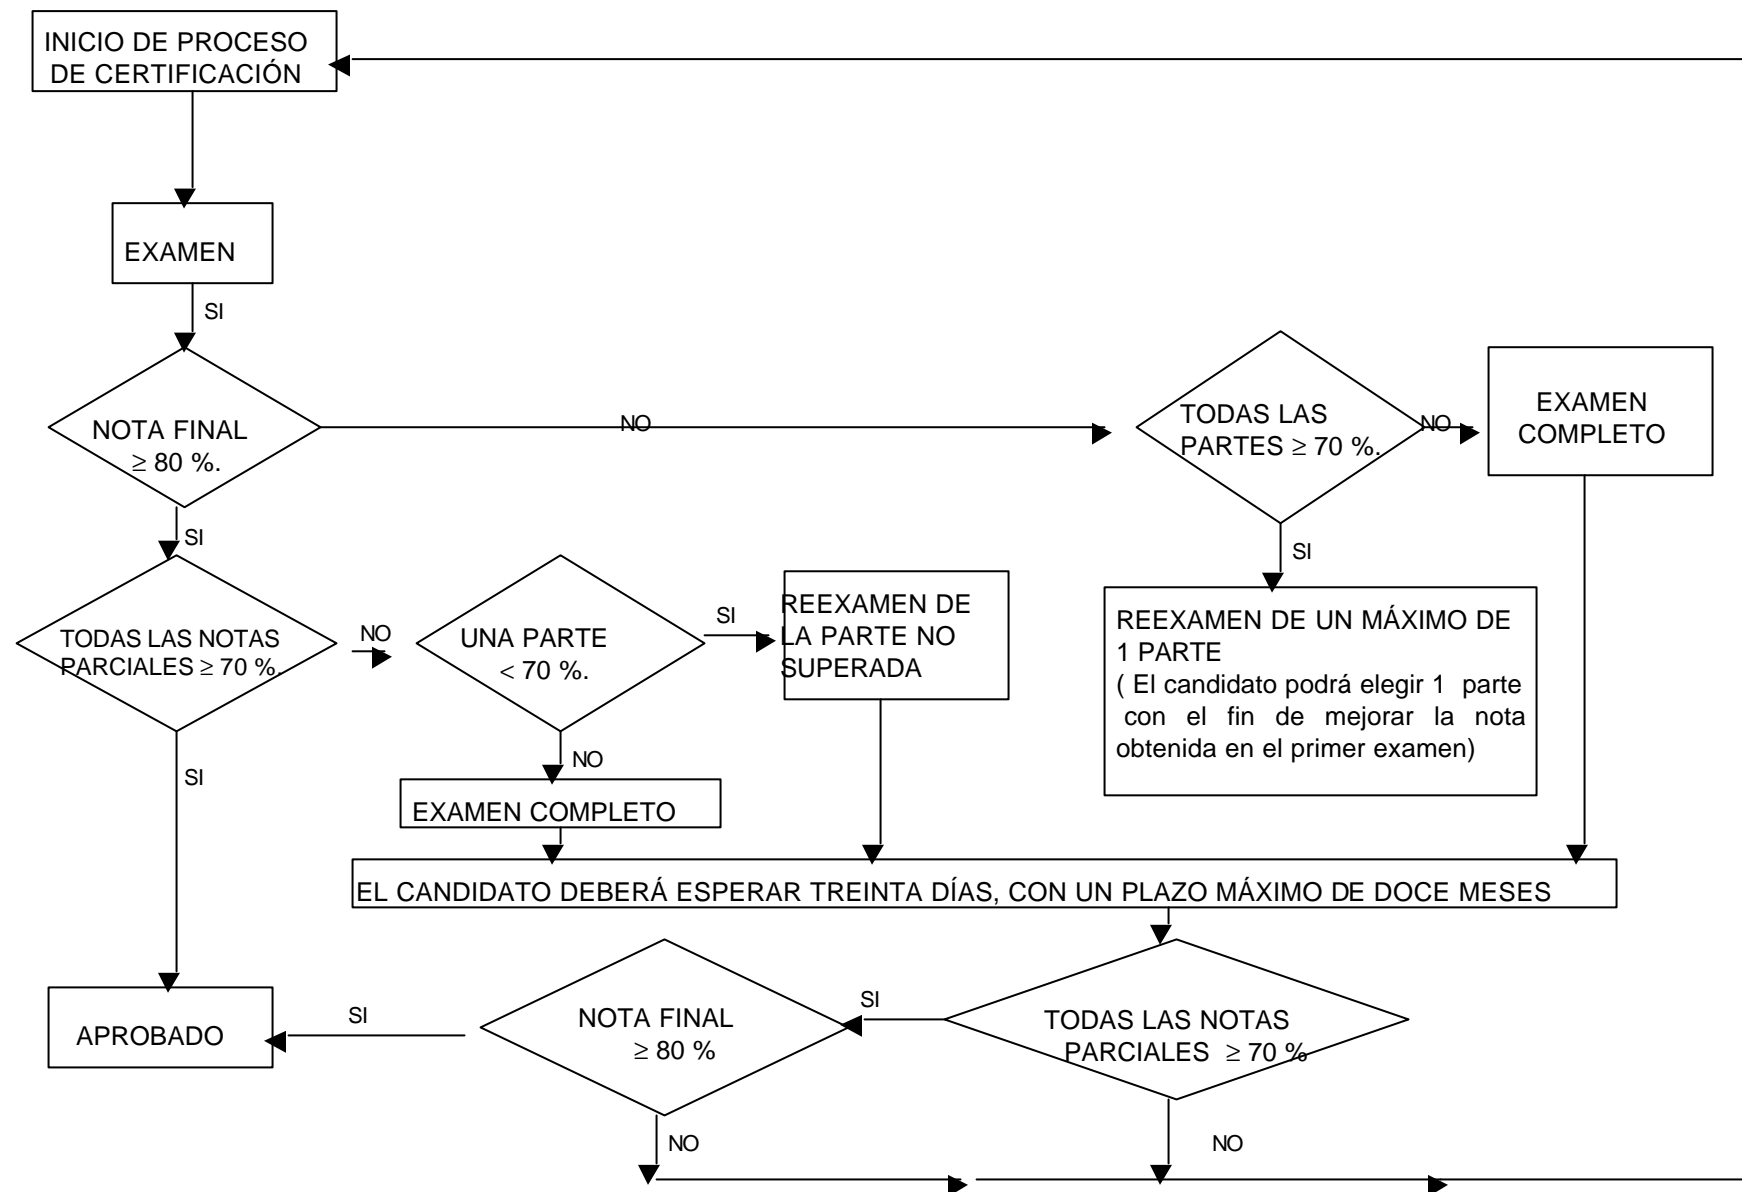 INICIO DE PROCESO
DE CERTIFICACIÓN
EXAMEN
SI
NOTA FINAL
≥ 80 %.
NO
TODAS LAS
PARTES ≥ 70 %.
NO
EXAMEN
COMPLETO
SI
SI
TODAS LAS NOTAS
PARCIALES ≥ 70 %.
NO
UNA PARTE
< 70 %.
SI
REEXAMEN DE
LA PARTE NO
SUPERADA
REEXAMEN DE UN MÁXIMO DE
1 PARTE
( El candidato podrá elegir 1 parte
con el fin de mejorar la nota
obtenida en el primer examen)
SI
NO
EXAMEN COMPLETO
EL CANDIDATO DEBERÁ ESPERAR TREINTA DÍAS, CON UN PLAZO MÁXIMO DE DOCE MESES
APROBADO
SI
NOTA FINAL
≥ 80 %
SI
TODAS LAS NOTAS
PARCIALES ≥ 70 %
NO
NO